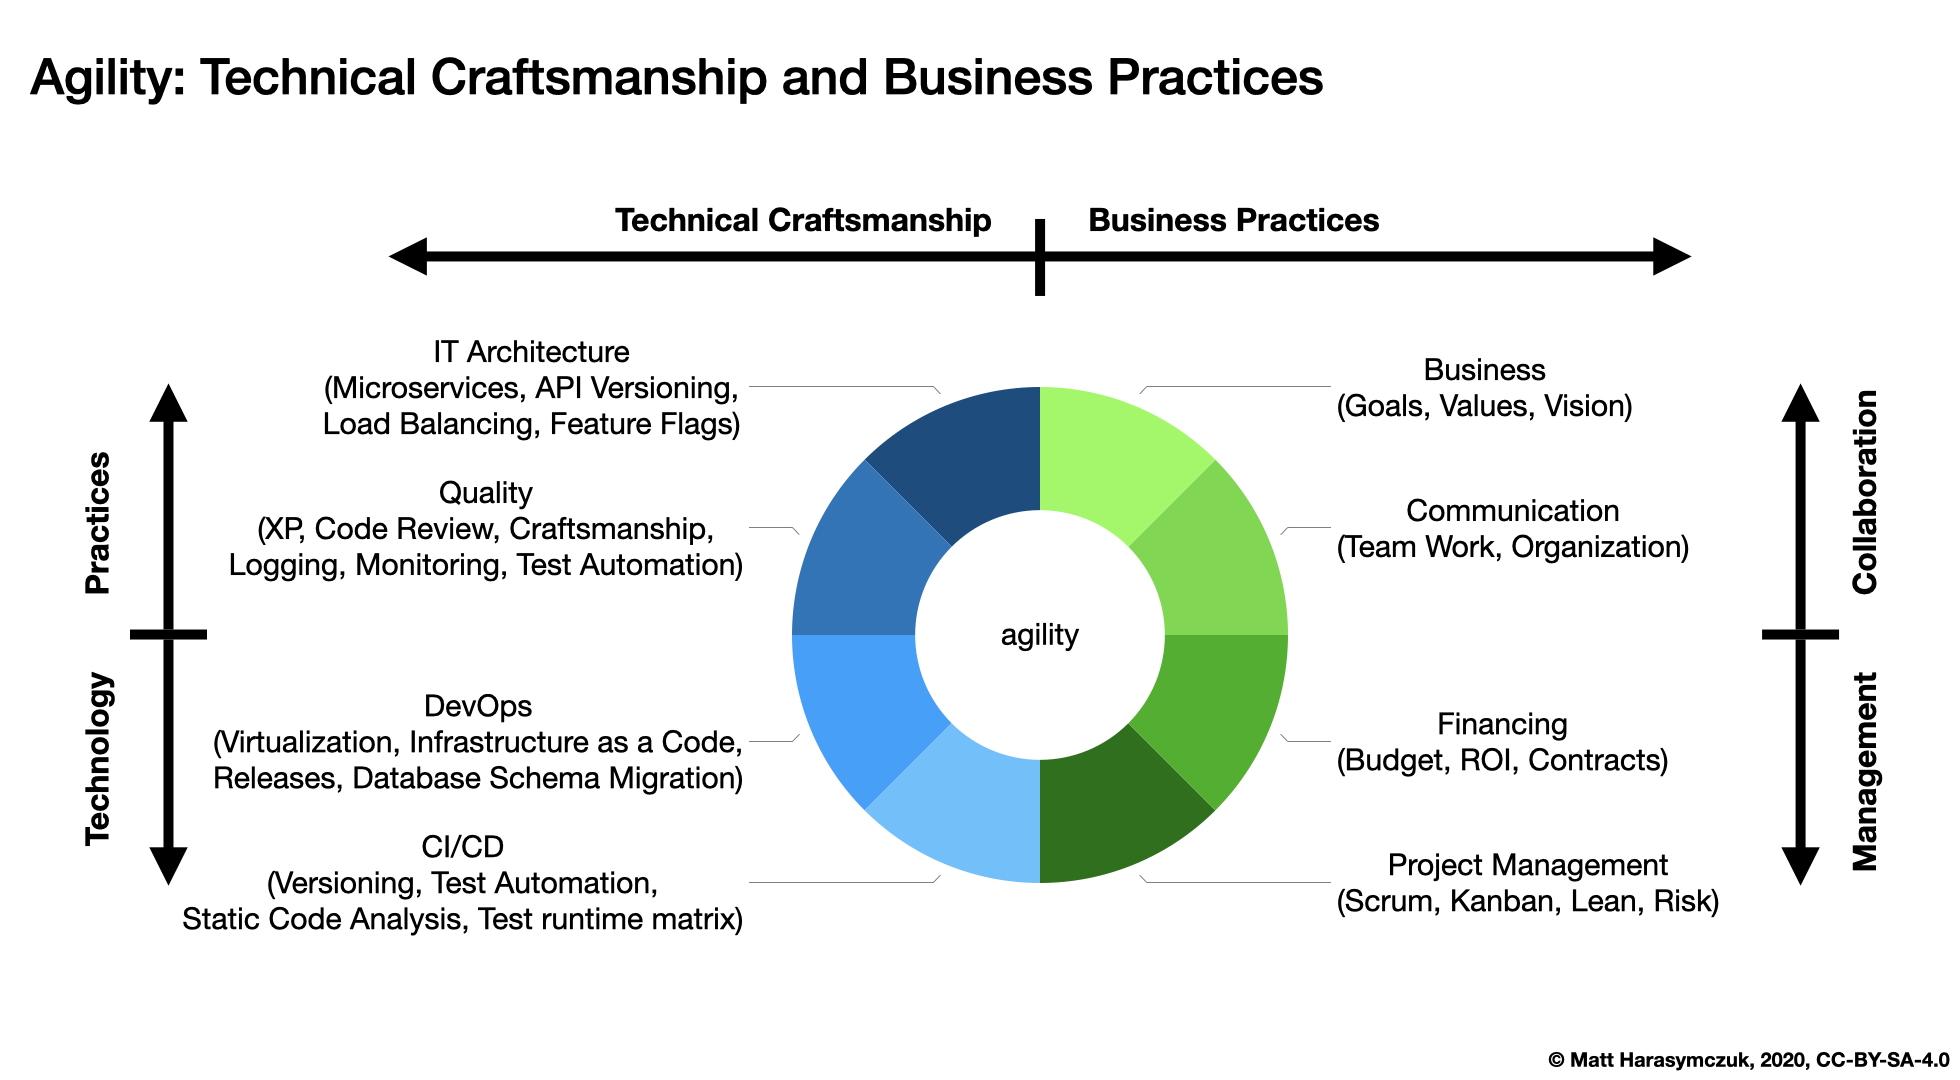 Agility: Technical Craftsmanship and Business Practices
Technical Craftsmanship
Business Practices
Practices
Technology
IT Architecture
(Microservices, API Versioning,
Load Balancing, Feature Flags)
Quality
(XP, Code Review, Craftsmanship,
Logging, Monitoring, Test Automation)
DevOps
(Virtualization, Infrastructure as a Code,
Releases, Database Schema Migration)
CI/CD
(Versioning, Test Automation,
Static Code Analysis, Test runtime matrix)
agility
Business
(Goals, Values, Vision)
Communication
(Team Work, Organization)
Financing
(Budget, ROI, Contracts)
Project Management
(Scrum, Kanban, Lean, Risk)
Collaboration
Management
© Matt Harasymczuk, 2020, CC-BY-SA-4.0